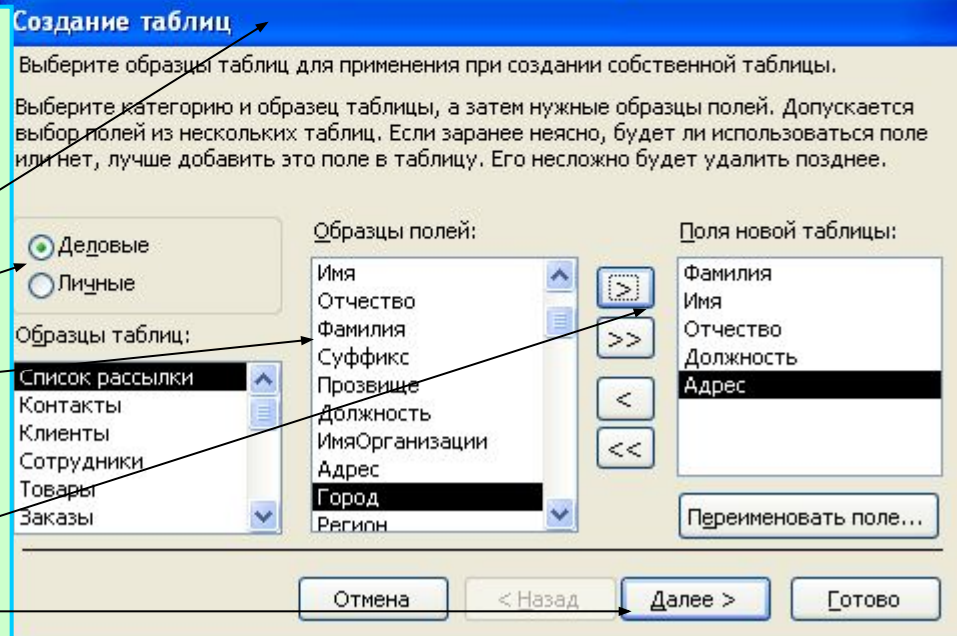 Создание таблиц
Выберите образцы таблиц для применения при создании собственной таблицы.
Выберите категорию и образец таблицы, а затем нужные образцы полей. Допускается
выбор полей из нескольких таблиц. Если заранее неясно, будет ли использоваться поле
или нет, лучше добавить это поле в таблицу. Его несложно будет удалить позднее.
Деловые
Личные
Образцы таблиц:
Список рассылки
Контакты
Клиенты
Сотрудники
Товары
Заказы
Образцы полей:
Имя
Отчество
Фамилия
Суффикс
Прозвище
Должность
ИмяОрганизации
Адрес
Город
Регион
>
>>
<
<<
Поля новой таблицы:
Фамилия
Имя
Отчество
Должность
Адрес
Переименовать поле...
Отмена
< Назад
Далее >
Готово